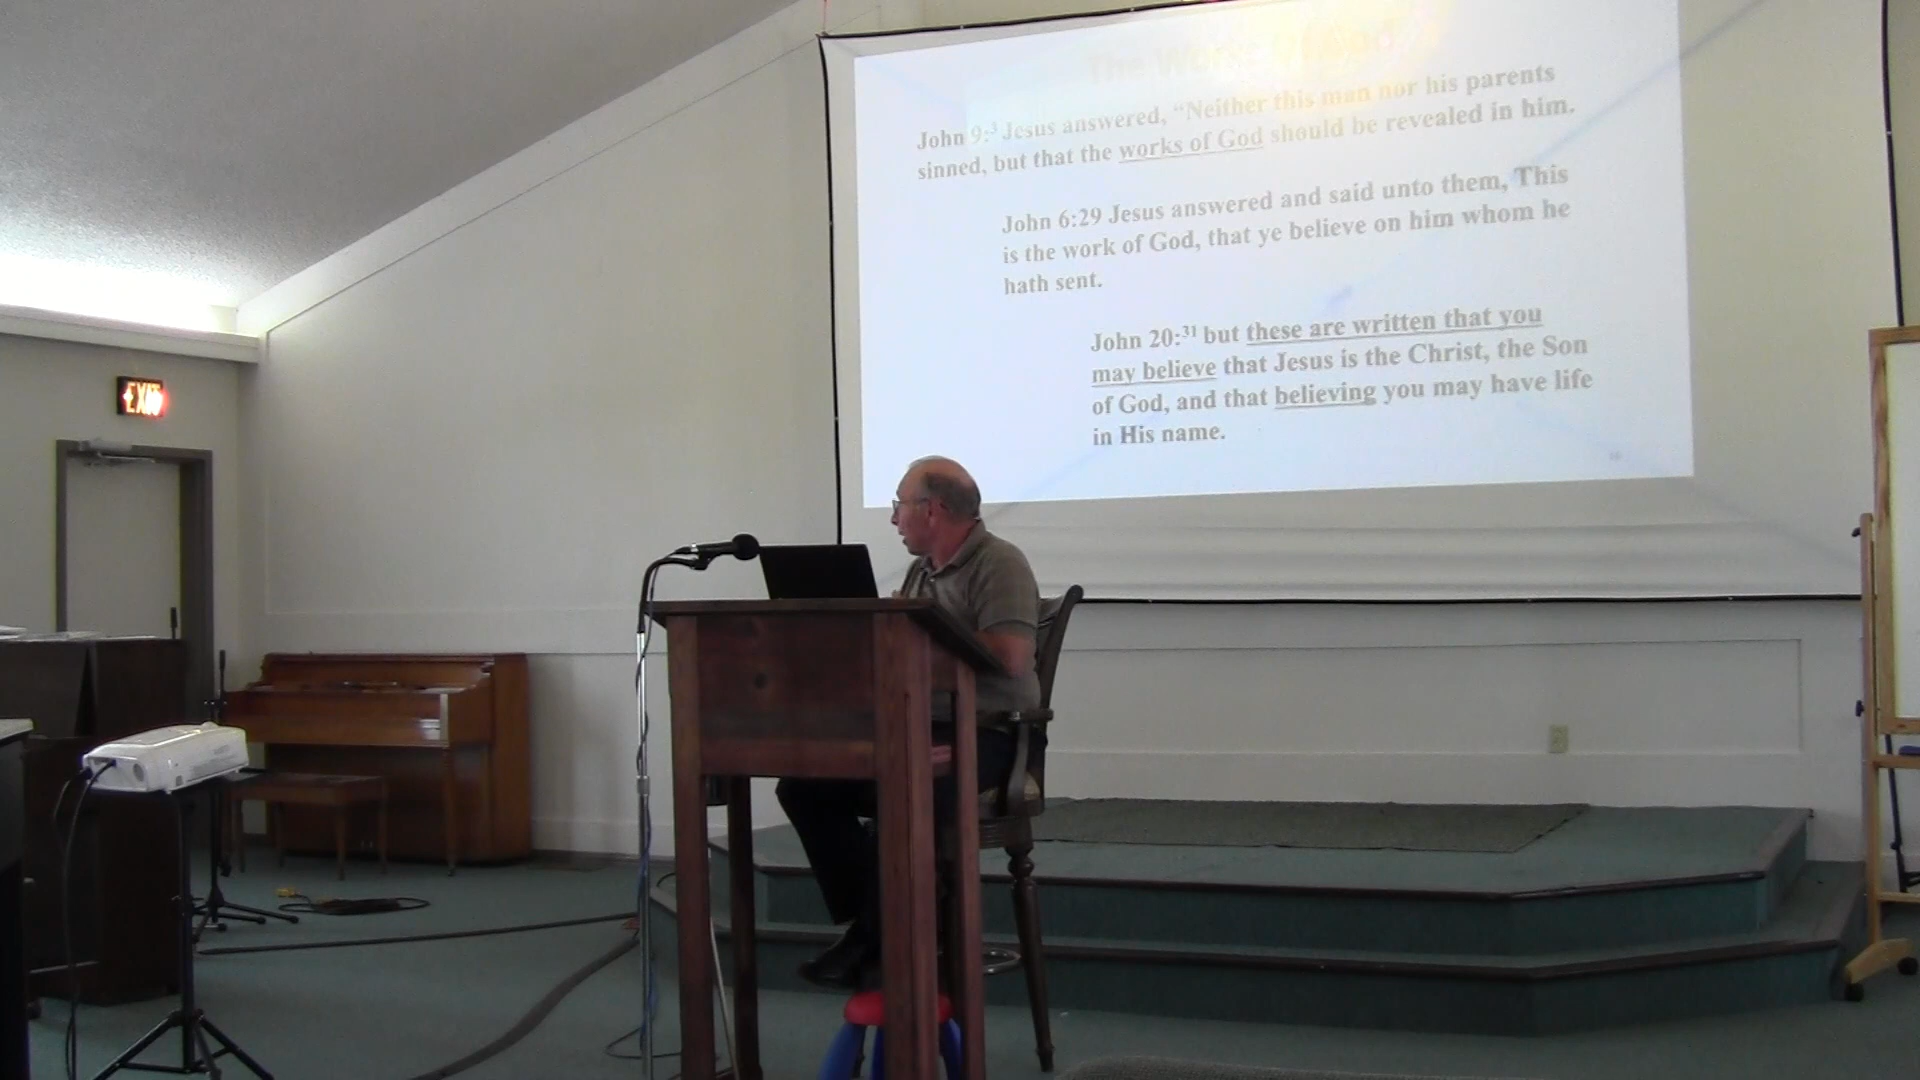 The Works of God
John 9:3 Jesus answered, “Neither this man nor his parents
sinned, but that the works of God should be revealed in him.
John 6:29 Jesus answered and said unto them, This
is the work of God, that ye believe on him whom he
hath sent.
John 20:31 but these are written that you
may believe that Jesus is the Christ, the Son
of God, and that believing you may have life
in His name.
EXIT